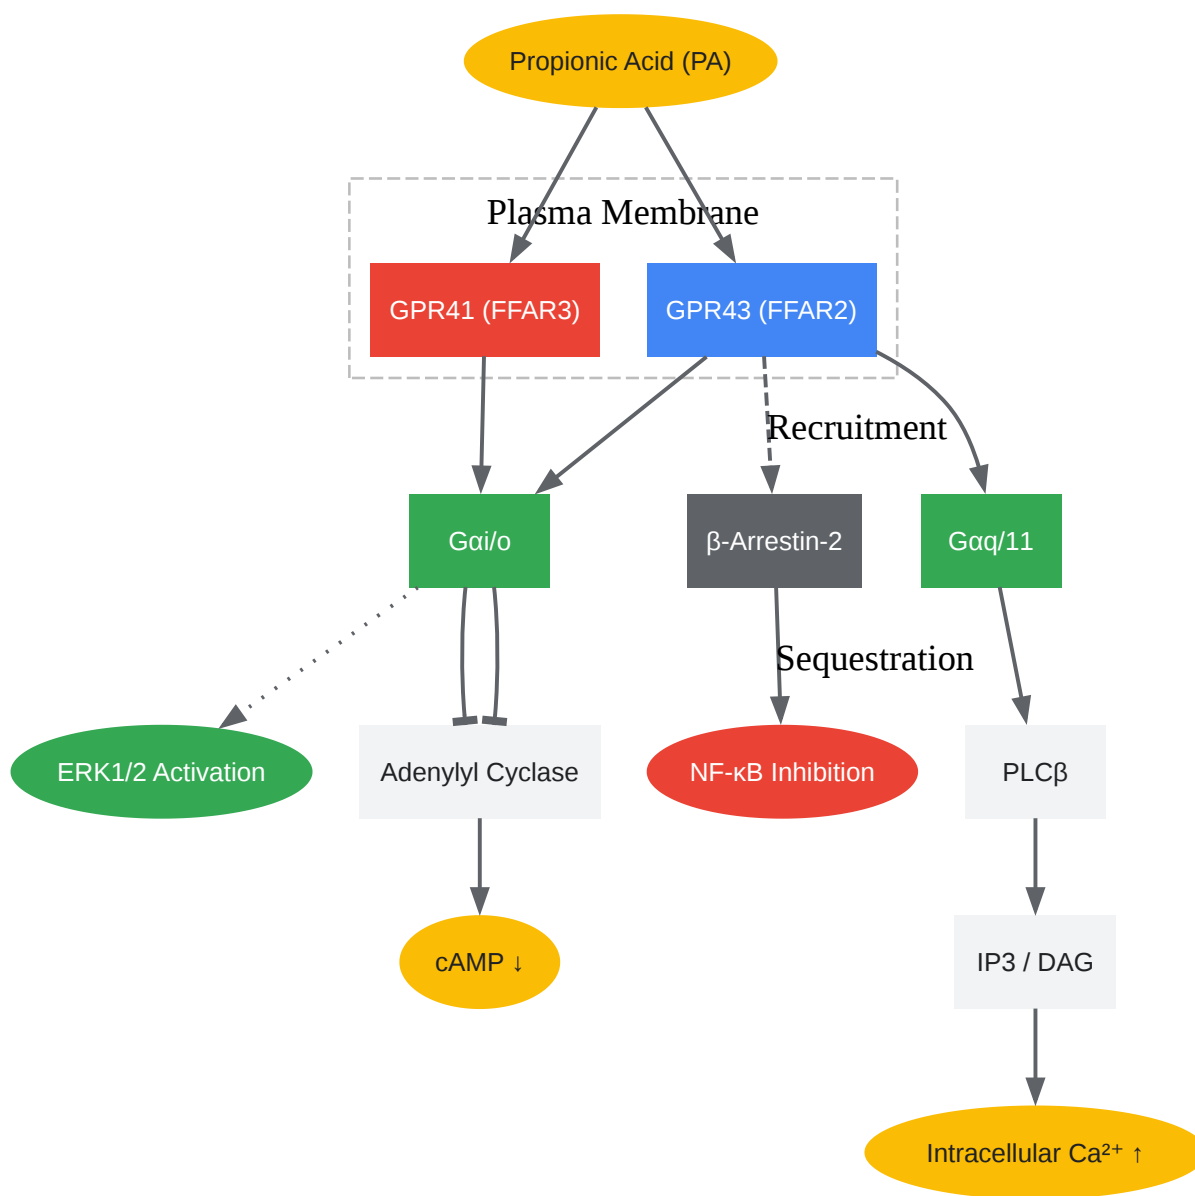 Propionic Acid (PA)
Plasma Membrane
GPR41 (FFAR3)
GPR43 (FFAR2)
Recruitment
Gαi/o
β-Arrestin-2
Gαq/11
Sequestration
ERK1/2 Activation
Adenylyl Cyclase
NF-κB Inhibition
PLCβ
cAMP ↓
IP3 / DAG
Intracellular Ca²⁺ ↑